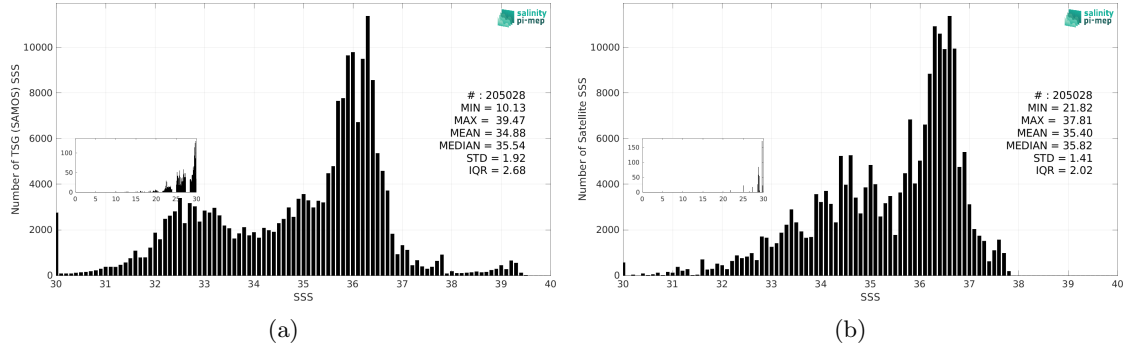 salinity
pi-mep
Number of TSG (SAMOS) SSS
10000
8000
6000
4000
2000
0
# : 205028
MIN = 10.13
MAX = 39.47
MEAN = 34.88
MEDIAN = 35.54
STD = 1.92
IQR = 2.68
100
50
0
0 5 10 15 20 25 30
30 31 32 33 34 35 36 37 38 39 40
SSS
(a)
salinity
pi-mep
Number of Satellite SSS
10000
8000
6000
4000
2000
0
# : 205028
MIN = 21.82
MAX = 37.81
MEAN = 35.40
MEDIAN = 35.82
STD = 1.41
IQR = 2.02
150
100
50
0
0 5 10 15 20 25 30
30 31 32 33 34 35 36 37 38 39 40
SSS
(b)